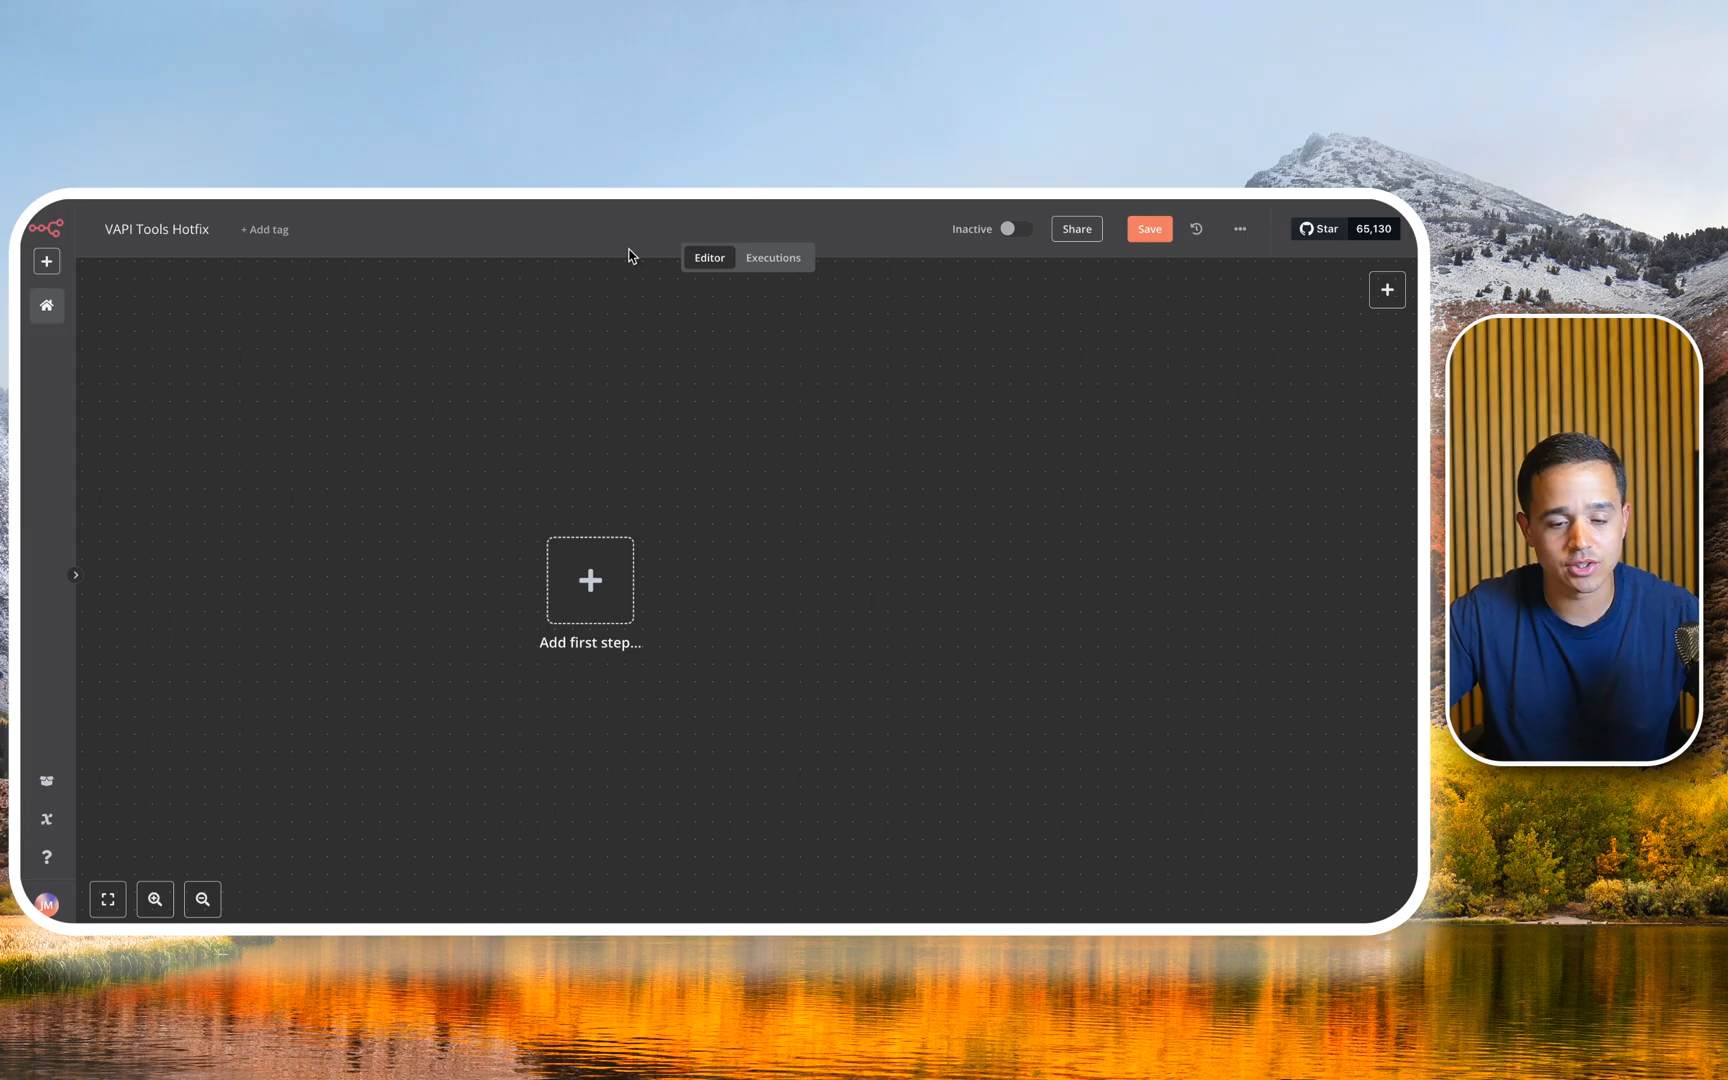 VAPI Tools Hotfix
+ Add tag
Inactive
Share
Save
Star
65,130
Editor
Executions
Add first step...
JM